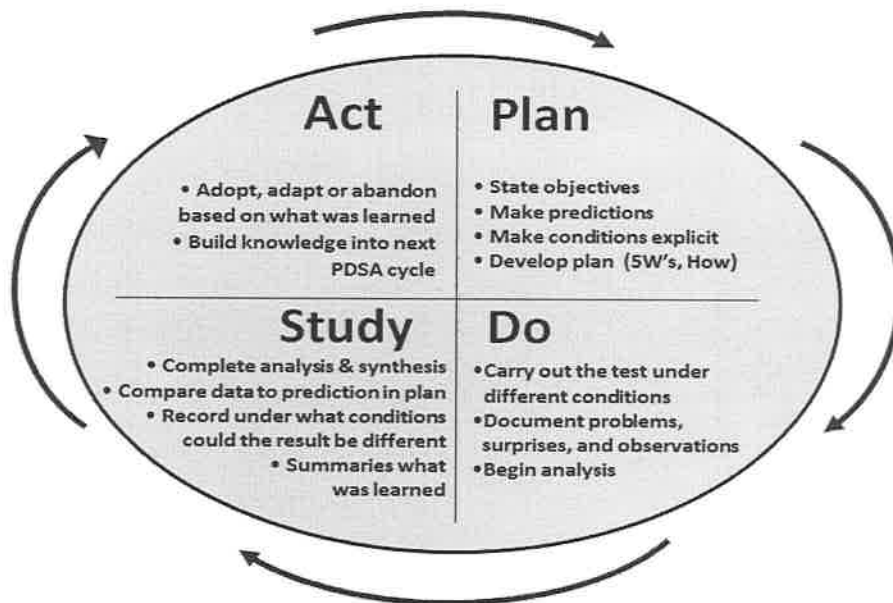 Act
• Adopt, adapt or abandon
based on what was learned
• Build knowledge into next
PDSA cycle
Plan
• State objectives
• Make predictions
• Make conditions explicit
• Develop plan (5W's, How)
Study
• Complete analysis & synthesis
• Compare data to prediction in plan
• Record under what conditions
could the result be different
• Summaries what
was learned
Do
•Carry out the test under
different conditions
•Document problems,
surprises, and observations
•Begin analysis